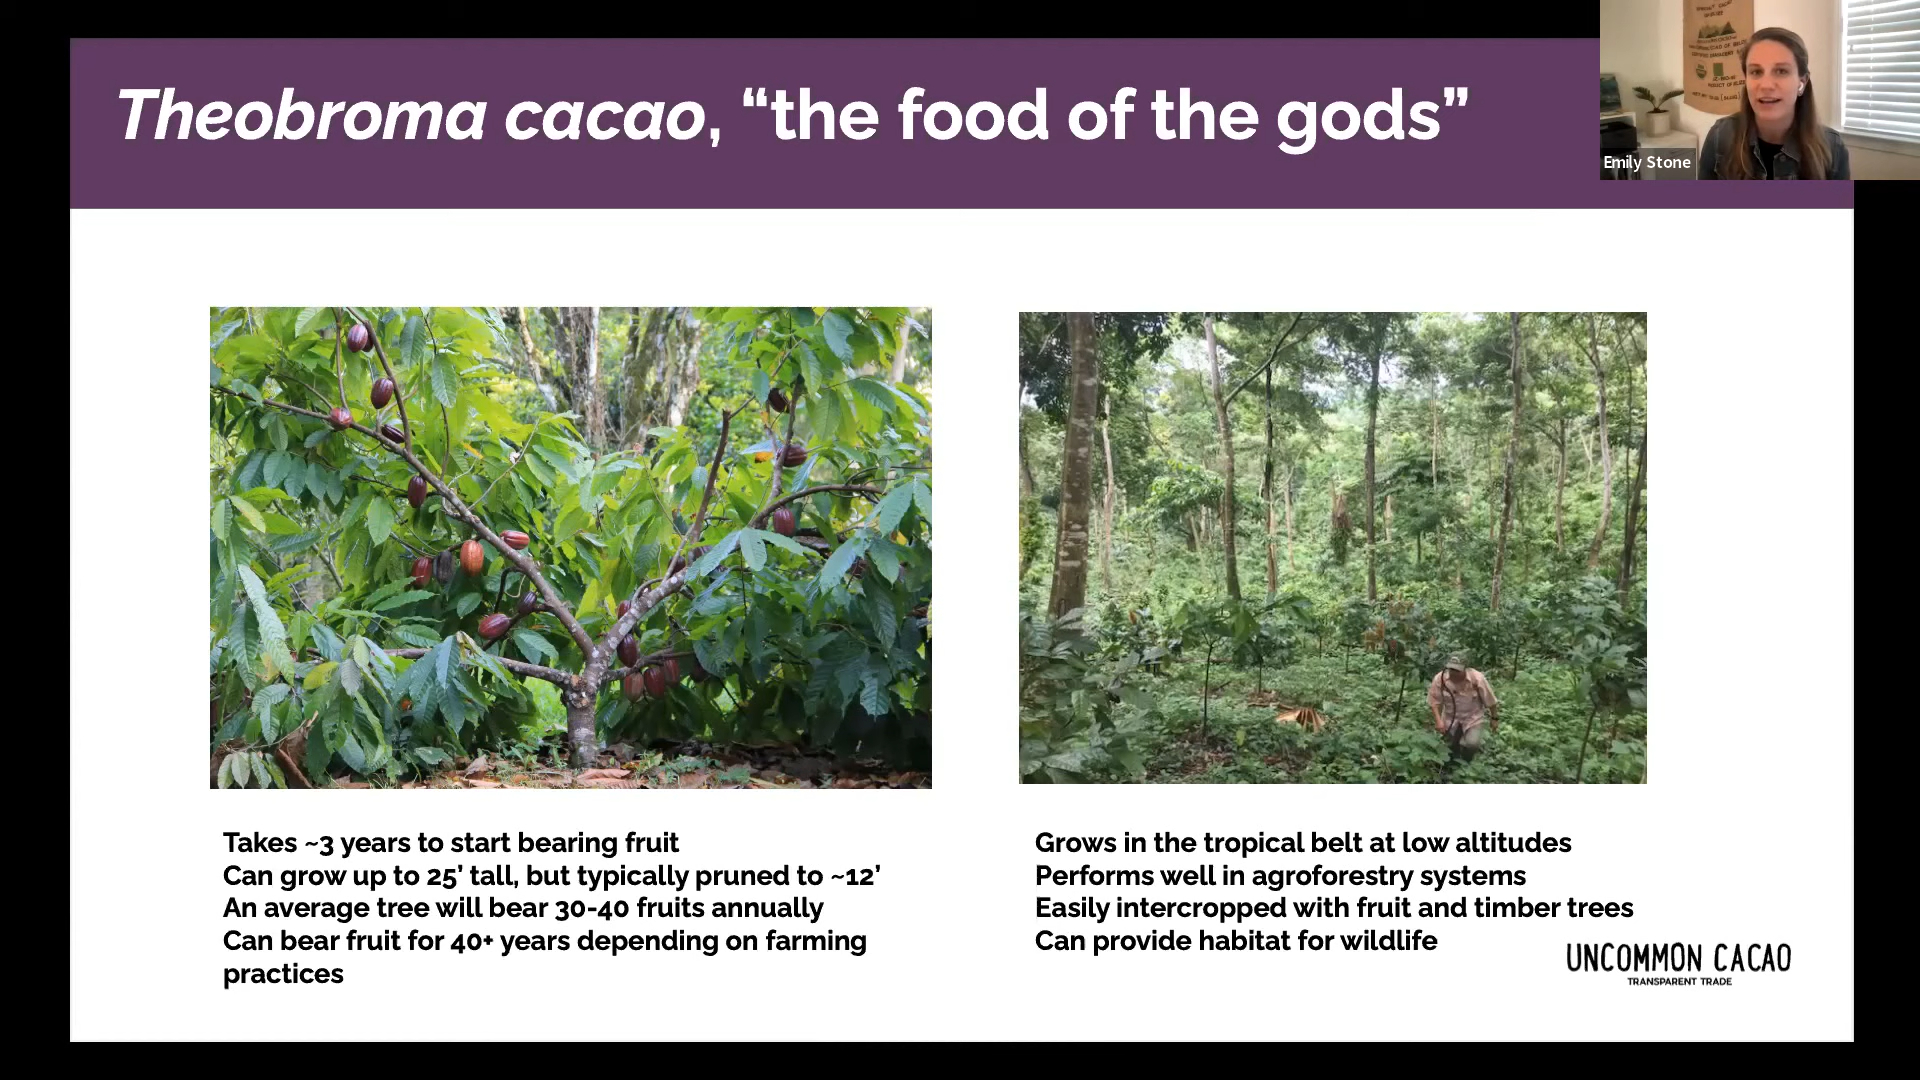 Theobroma cacao, “the food of the gods”
Emily Stone
Takes ~3 years to start bearing fruit
Can grow up to 25’ tall, but typically pruned to ~12’
An average tree will bear 30-40 fruits annually
Can bear fruit for 40+ years depending on farming
practices
Grows in the tropical belt at low altitudes
Performs well in agroforestry systems
Easily intercropped with fruit and timber trees
Can provide habitat for wildlife
UNCOMMON CACAO
TRANSPARENT TRADE